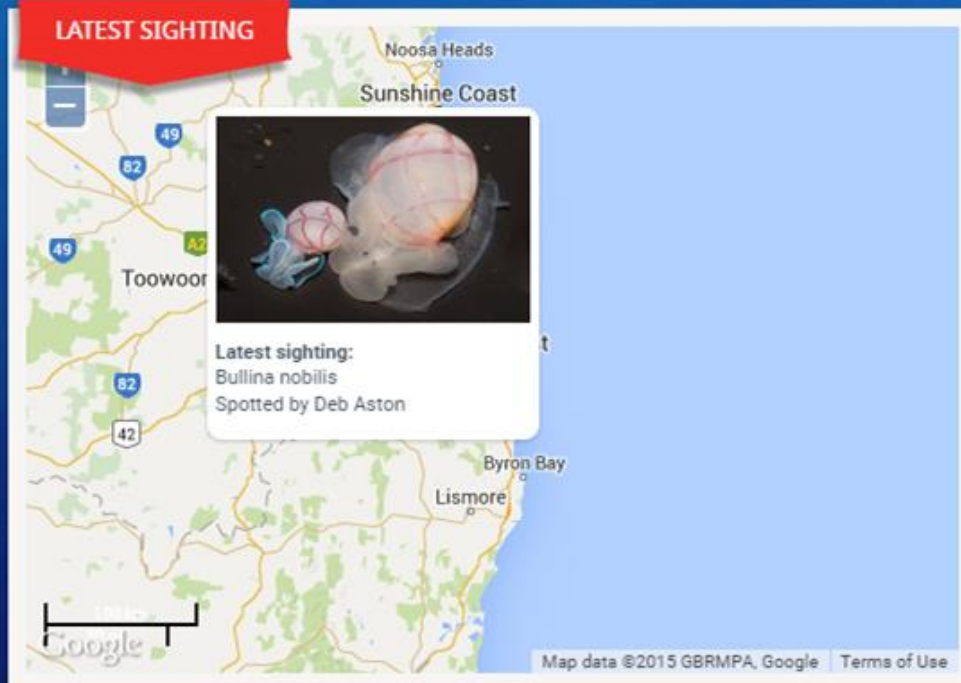 LATEST SIGHTING
Noosa Heads
Sunshine Coast
49
82
A2
49
Latest sighting:
Bullina nobilis
Spotted by Deb Aston
82
42
Byron Bay
Lismore
Google
Map data ©2015 GBRMPA, Google
Terms of Use